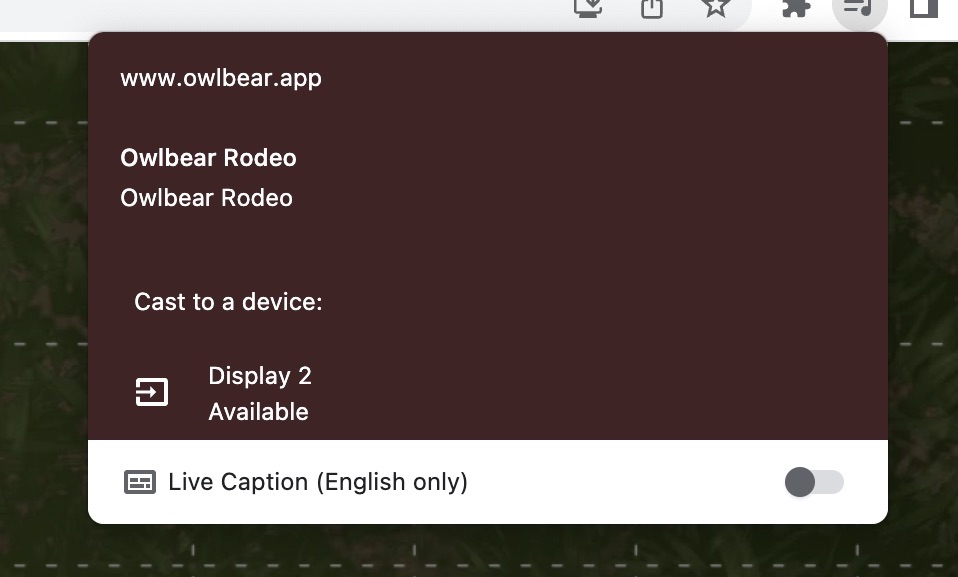 www.owlbear.app
Owlbear Rodeo
Owlbear Rodeo
Cast to a device:
Display 2
Available
Live Caption (English only)